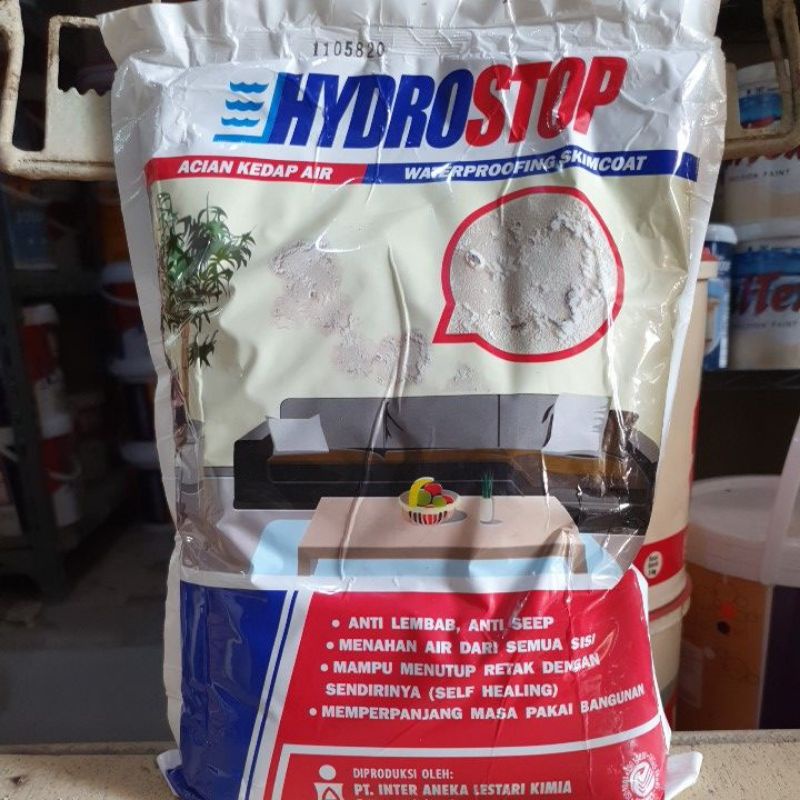 1105820
HYDROSTOP
ACIAN KEDAP AIR WATERPROOFING SKIMCOAT
• ANTI LEMBAB, ANTI SEEP
• MENAHAN AIR DARI SEMUA SISI
• MAMPU MENUTUP RETAK DENGAN
SENDIRINYA (SELF HEALING)
• MEMPERPANJANG MASA PAKAI BANGUNAN
DIPRODUKSI OLEH:
PT. INTER ANEKA LESTARI KIMIA